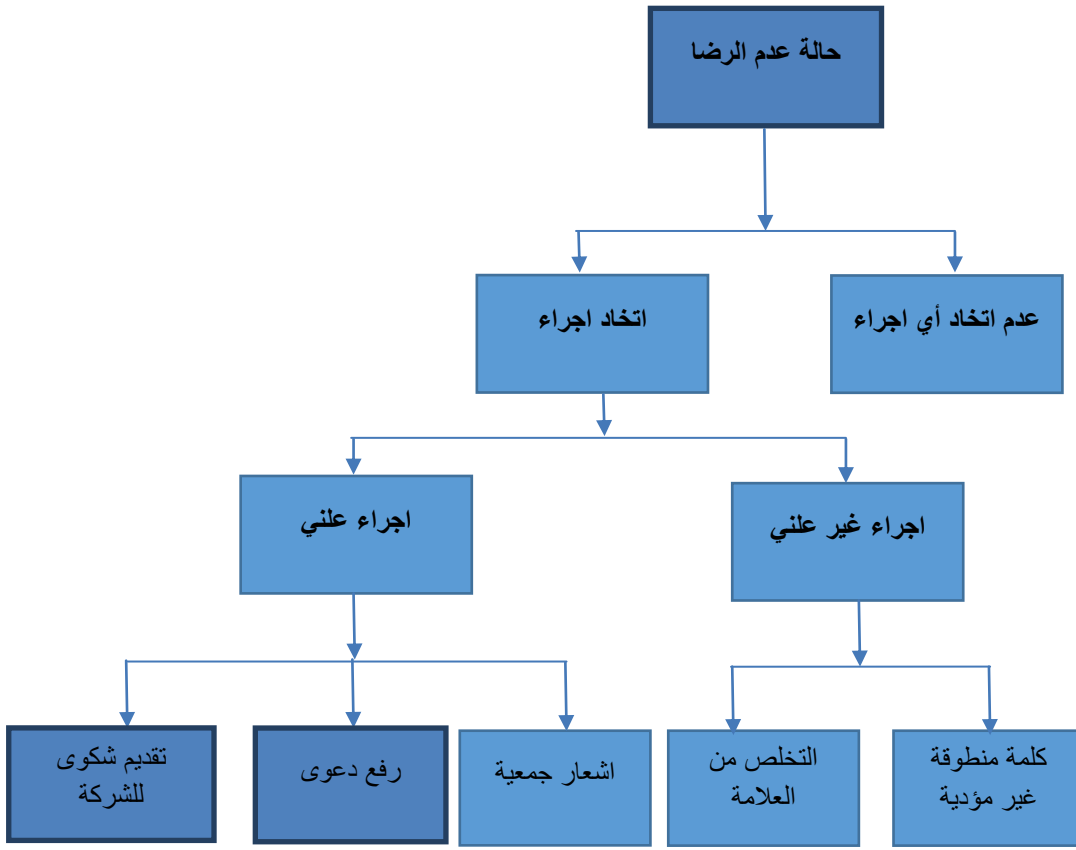 حالة عدم الرضا
عدم اتخاد أي اجراء
اتخاد اجراء
اجراء غير علني
اجراء علني
كلمة منطوقة
غير مؤدية
التخلص من
العلامة
اشعار جمعية
رفع دعوى
تقديم شكوى
للشركة